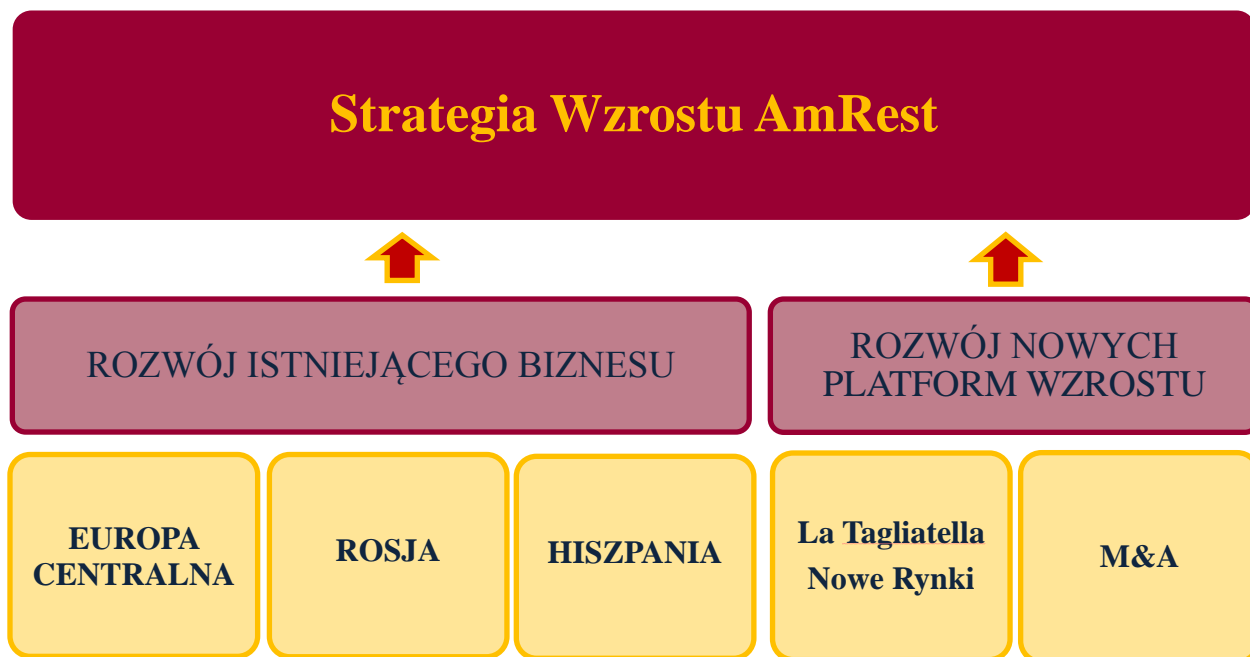 Strategia Wzrostu AmRest
ROZWÓJ ISTNIEJĄCEGO BIZNESU
ROZWÓJ NOWYCH
PLATFORM WZROSTU
EUROPA
CENTRALNA
ROSJA
HISZPANIA
La Tagliatella
Nowe Rynki
M&A